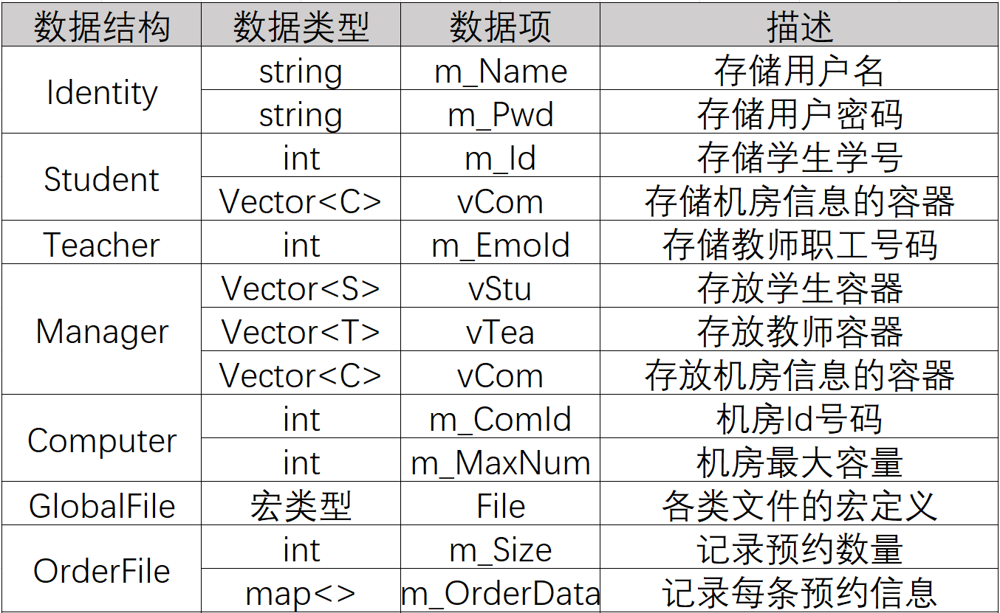 数据结构 数据类型 数据项 描述
Identity string m_Name 存储用户名
string m_Pwd 存储用户密码
Student int m_Id 存储学生学号
Vector<C> vCom 存储机房信息的容器
Teacher int m_EmoId 存储教师职工号码
Manager Vector<S> vStu 存放学生容器
Vector<T> vTea 存放教师容器
Vector<C> vCom 存放机房信息的容器
Computer int m_ComId 机房Id号码
int m_MaxNum 机房最大容量
GlobalFile 宏类型 File 各类文件的宏定义
OrderFile int m_Size 记录预约数量
map<> m_OrderData 记录每条预约信息